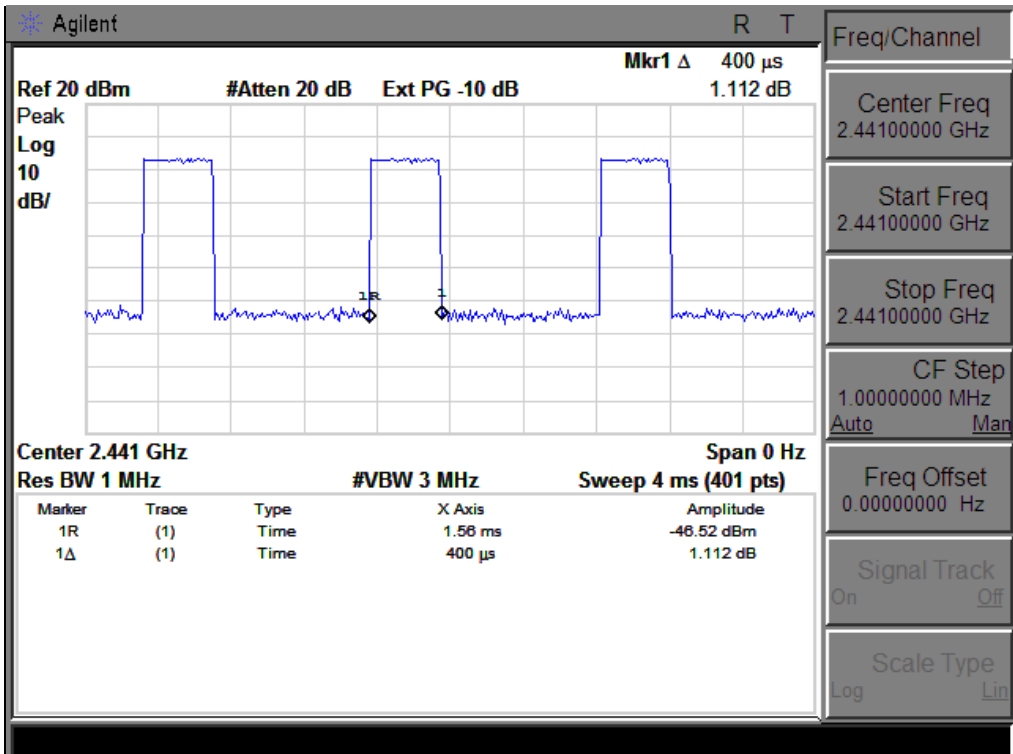 Agilent R T
Mkr1 Δ 400 μs
Ref 20 dBm #Atten 20 dB Ext PG -10 dB 1.112 dB
Peak
Log
10
dB/
1R 1
Center 2.441 GHz Span 0 Hz
Res BW 1 MHz #VBW 3 MHz Sweep 4 ms (401 pts)
Marker Trace Type X Axis Amplitude
1R (1) Time 1.56 ms -46.52 dBm
1Δ (1) Time 400 μs 1.112 dB
Freq/Channel
Center Freq
2.44100000 GHz
Start Freq
2.44100000 GHz
Stop Freq
2.44100000 GHz
CF Step
1.00000000 MHz
Auto Man
Freq Offset
0.00000000 Hz
Signal Track
On Off
Scale Type
Log Lin